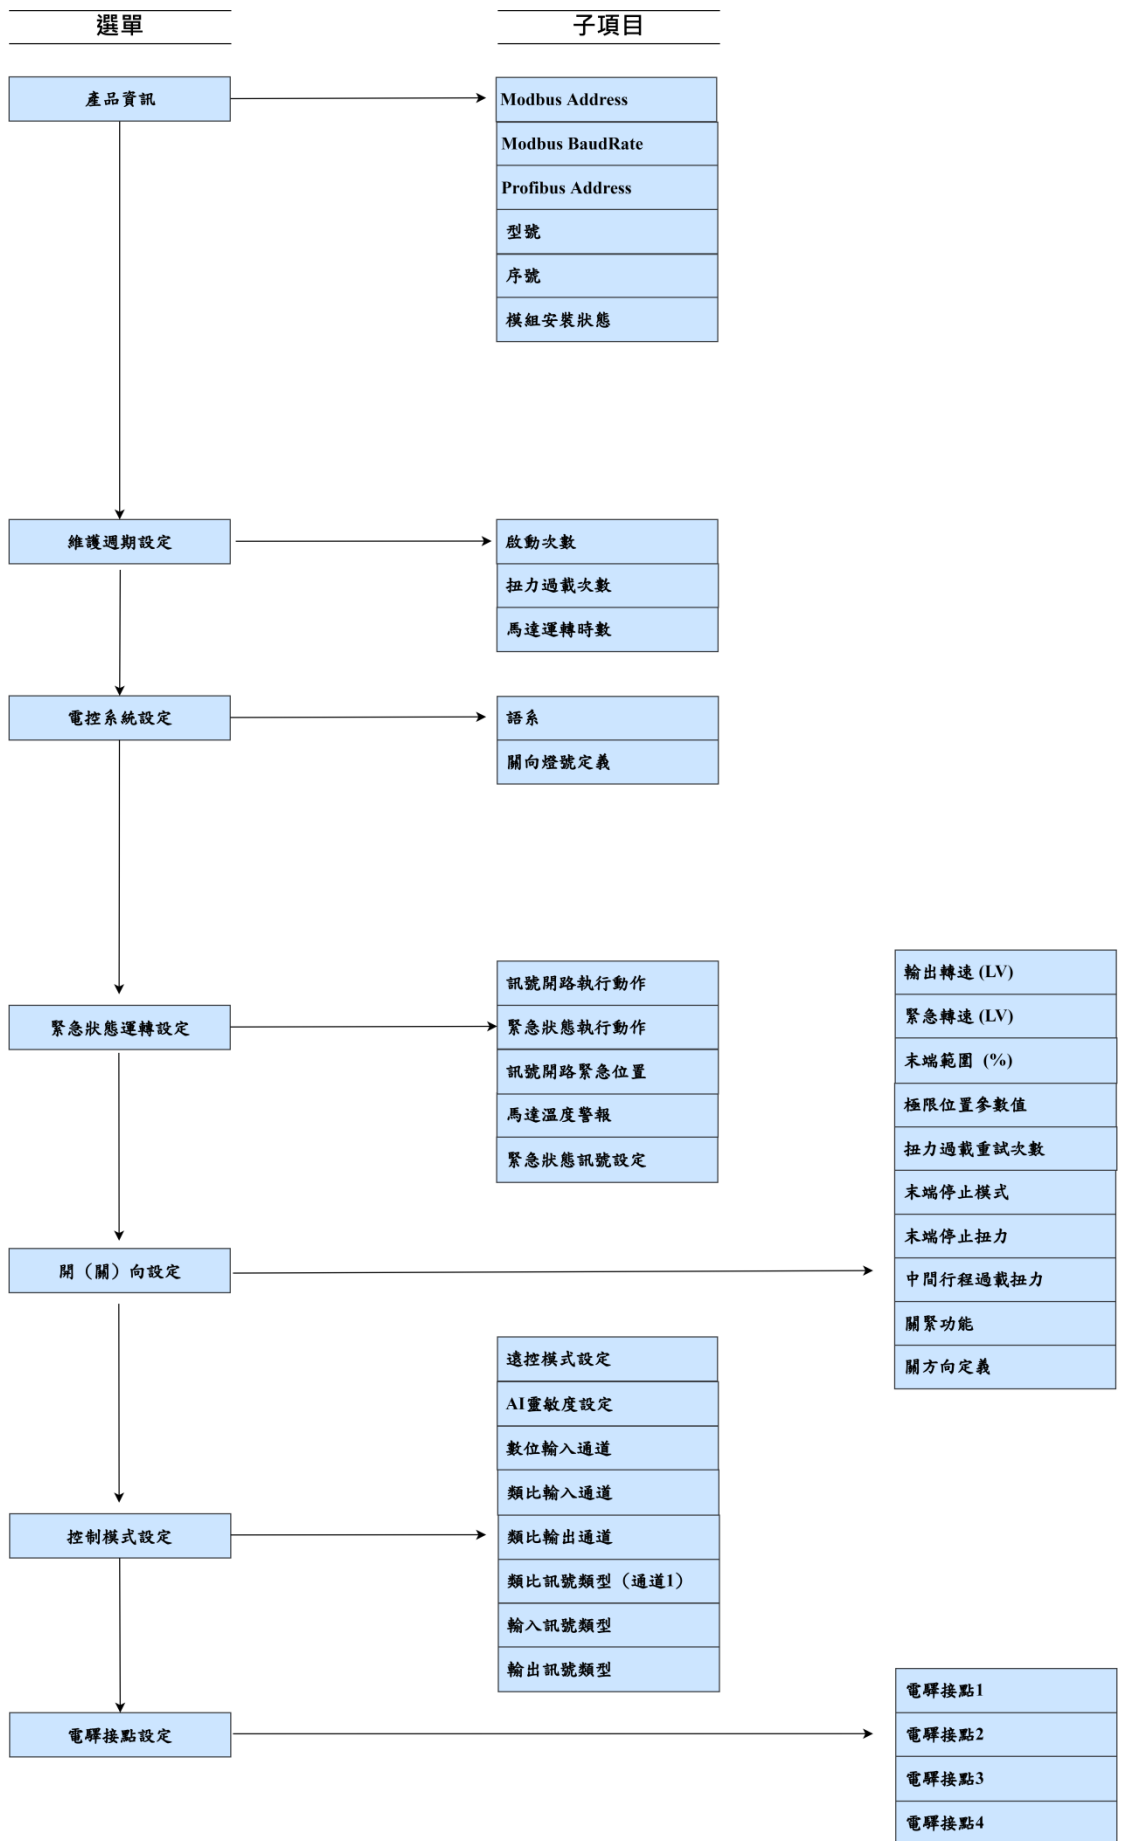 選單
子項目
產品資訊
Modbus Address
Modbus BaudRate
Profibus Address
型號
序號
模組安裝狀態
維護週期設定
啟動次數
扭力過載次數
馬達運轉時數
電控系統設定
語系
關向燈號定義
緊急狀態運轉設定
訊號開路執行動作
緊急狀態執行動作
訊號開路緊急位置
馬達溫度警報
緊急狀態訊號設定
開（關）向設定
輸出轉速 (LV)
緊急轉速 (LV)
末端範圍 (%)
極限位置參數值
扭力過載重試次數
末端停止模式
末端停止扭力
中間行程過載扭力
關緊功能
關方向定義
控制模式設定
遠控模式設定
AI靈敏度設定
數位輸入通道
類比輸入通道
類比輸出通道
類比訊號類型（通道1）
輸入訊號類型
輸出訊號類型
電驛接點設定
電驛接點1
電驛接點2
電驛接點3
電驛接點4